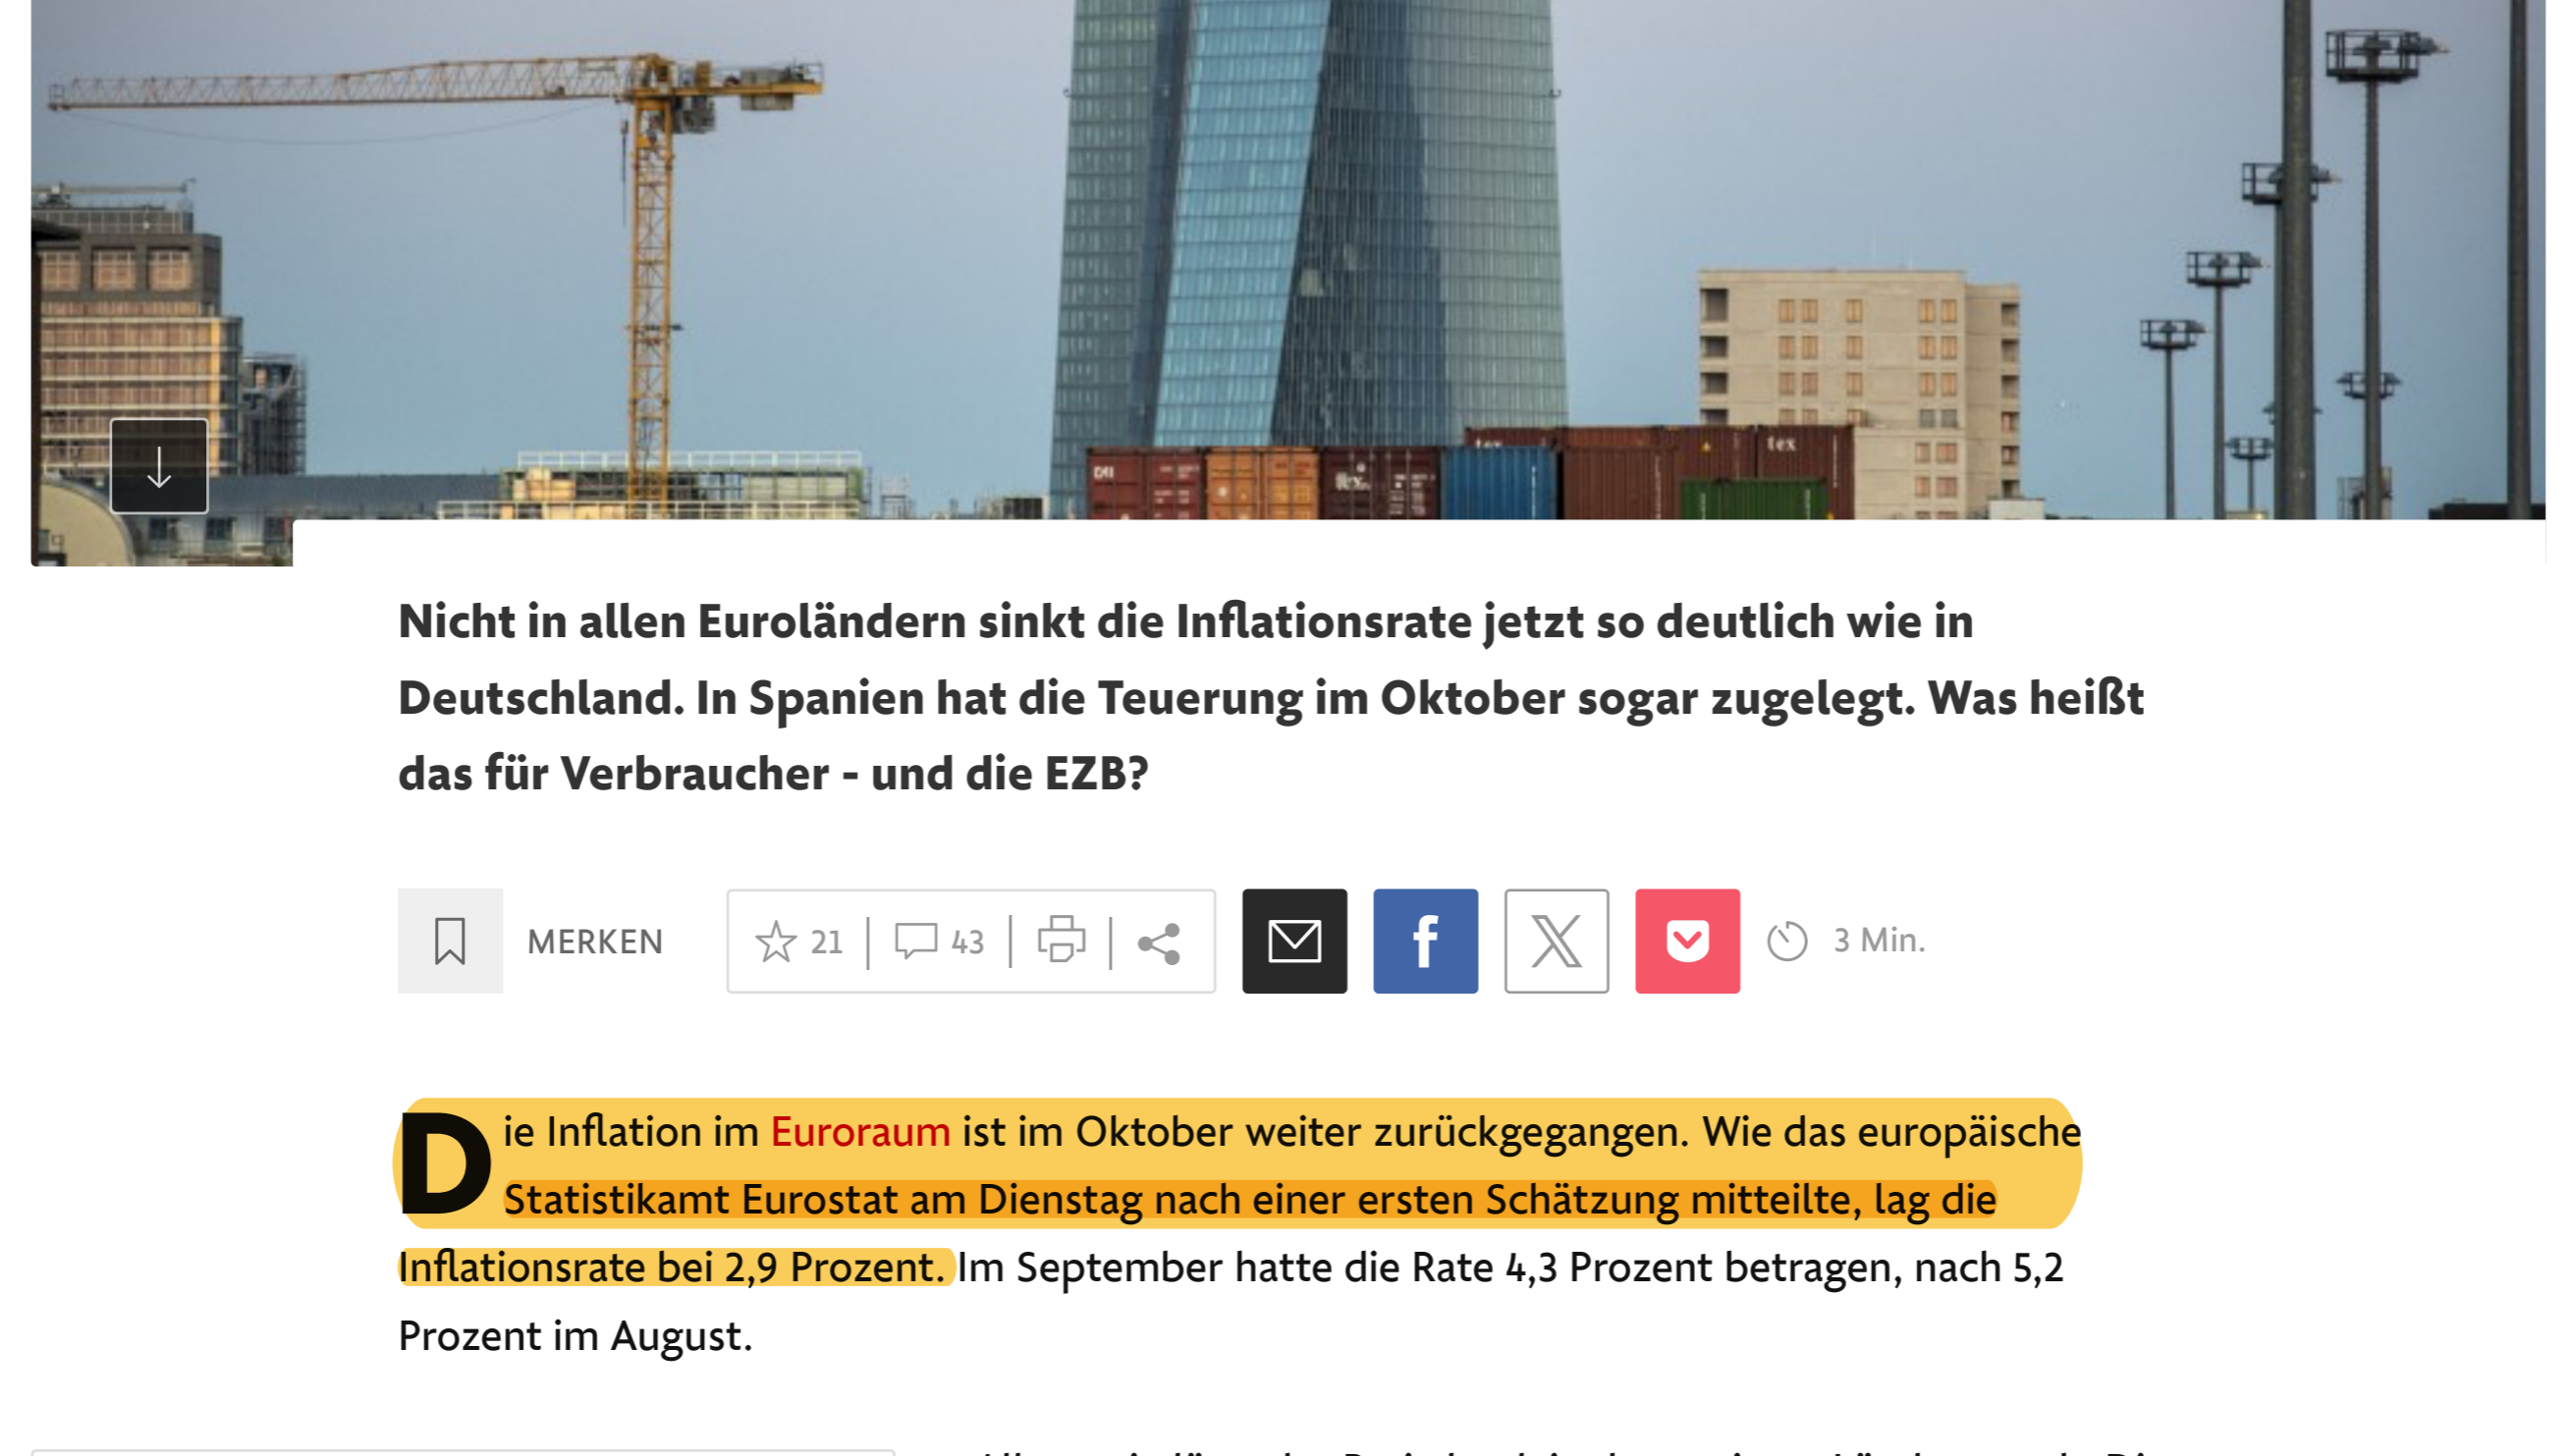 tex
tex
Nicht in allen Euroländern sinkt die Inflationsrate jetzt so deutlich wie in
Deutschland. In Spanien hat die Teuerung im Oktober sogar zugelegt. Was heißt
das für Verbraucher - und die EZB?
MERKEN 21 43 3 Min.
Die Inflation im Euroraum ist im Oktober weiter zurückgegangen. Wie das europäische
Statistikamt Eurostat am Dienstag nach einer ersten Schätzung mitteilte, lag die
Inflationsrate bei 2,9 Prozent. Im September hatte die Rate 4,3 Prozent betragen, nach 5,2
Prozent im August.